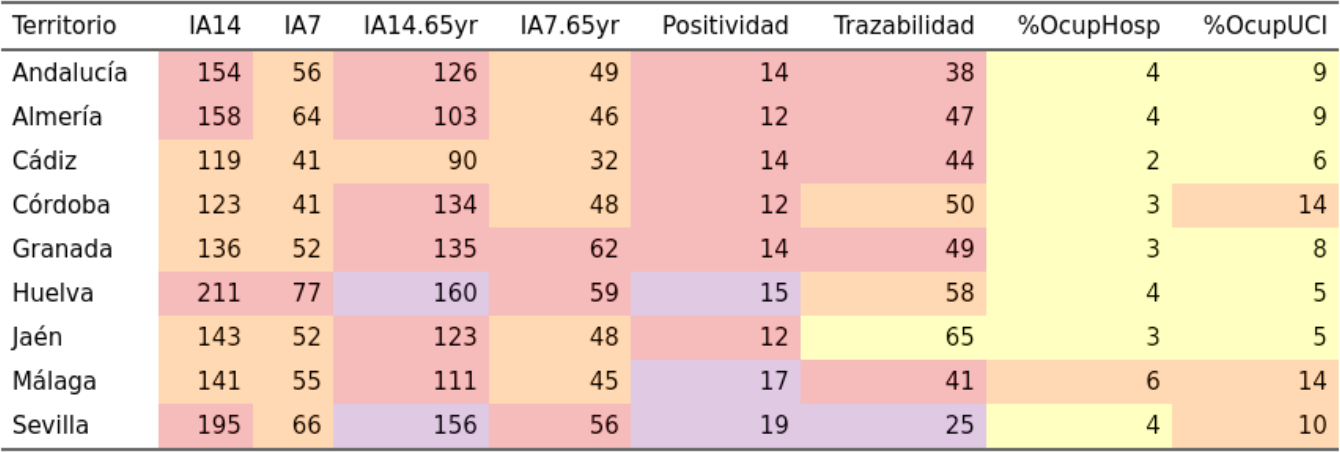 Territorio IA14 IA7 IA14.65yr IA7.65yr Positividad Trazabilidad %OcupHosp %OcupUCI
Andalucía 154 56 126 49 14 38 4 9
Almería 158 64 103 46 12 47 4 9
Cádiz 119 41 90 32 14 44 2 6
Córdoba 123 41 134 48 12 50 3 14
Granada 136 52 135 62 14 49 3 8
Huelva 211 77 160 59 15 58 4 5
Jaén 143 52 123 48 12 65 3 5
Málaga 141 55 111 45 17 41 6 14
Sevilla 195 66 156 56 19 25 4 10